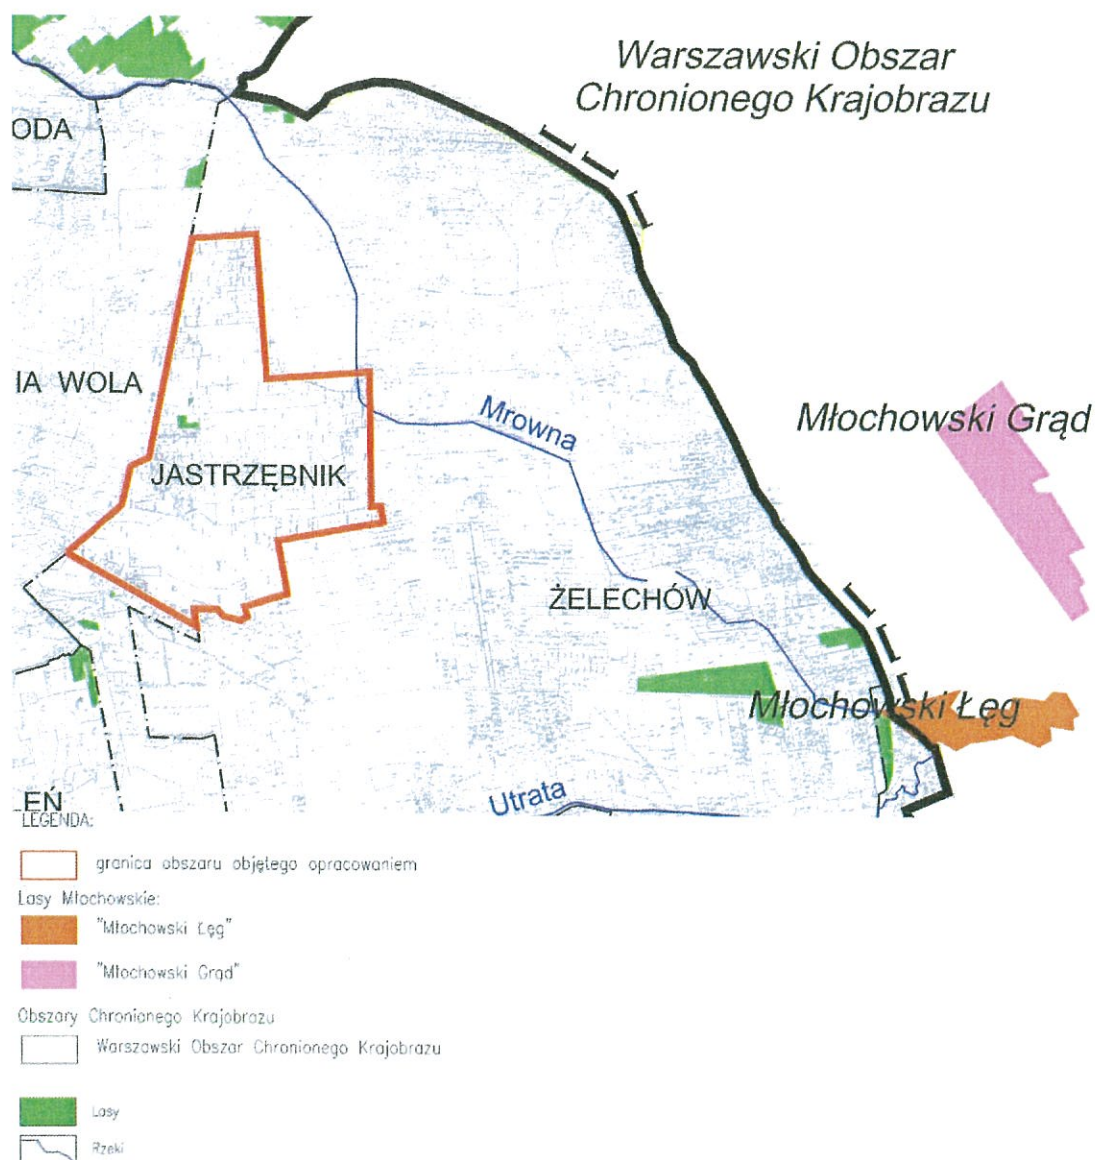 Warszawski Obszar
Chronionego Krajobrazu
ODA
IA WOLA
Mrowna
Młochowski Grąd
JASTRZĘBNIK
ŻELECHÓW
Młochowski Łęg
Utrata
EŃ
LEGENDA:
granica obszaru objętego opracowaniem
Lasy Młochowskie:
"Młochowski Łęg"
"Młochowski Grąd"
Obszary Chronionego Krajobrazu
Warszawski Obszar Chronionego Krajobrazu
Lasy
Rzeki